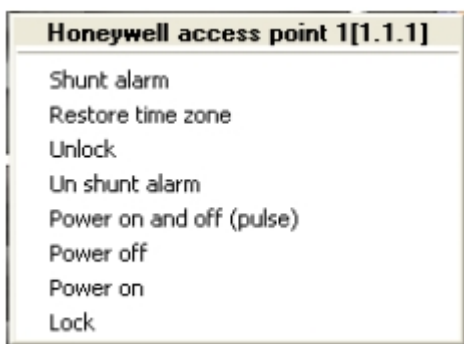 Honeywell access point 1[1.1.1]
Shunt alarm
Restore time zone
Unlock
Un shunt alarm
Power on and off (pulse)
Power off
Power on
Lock